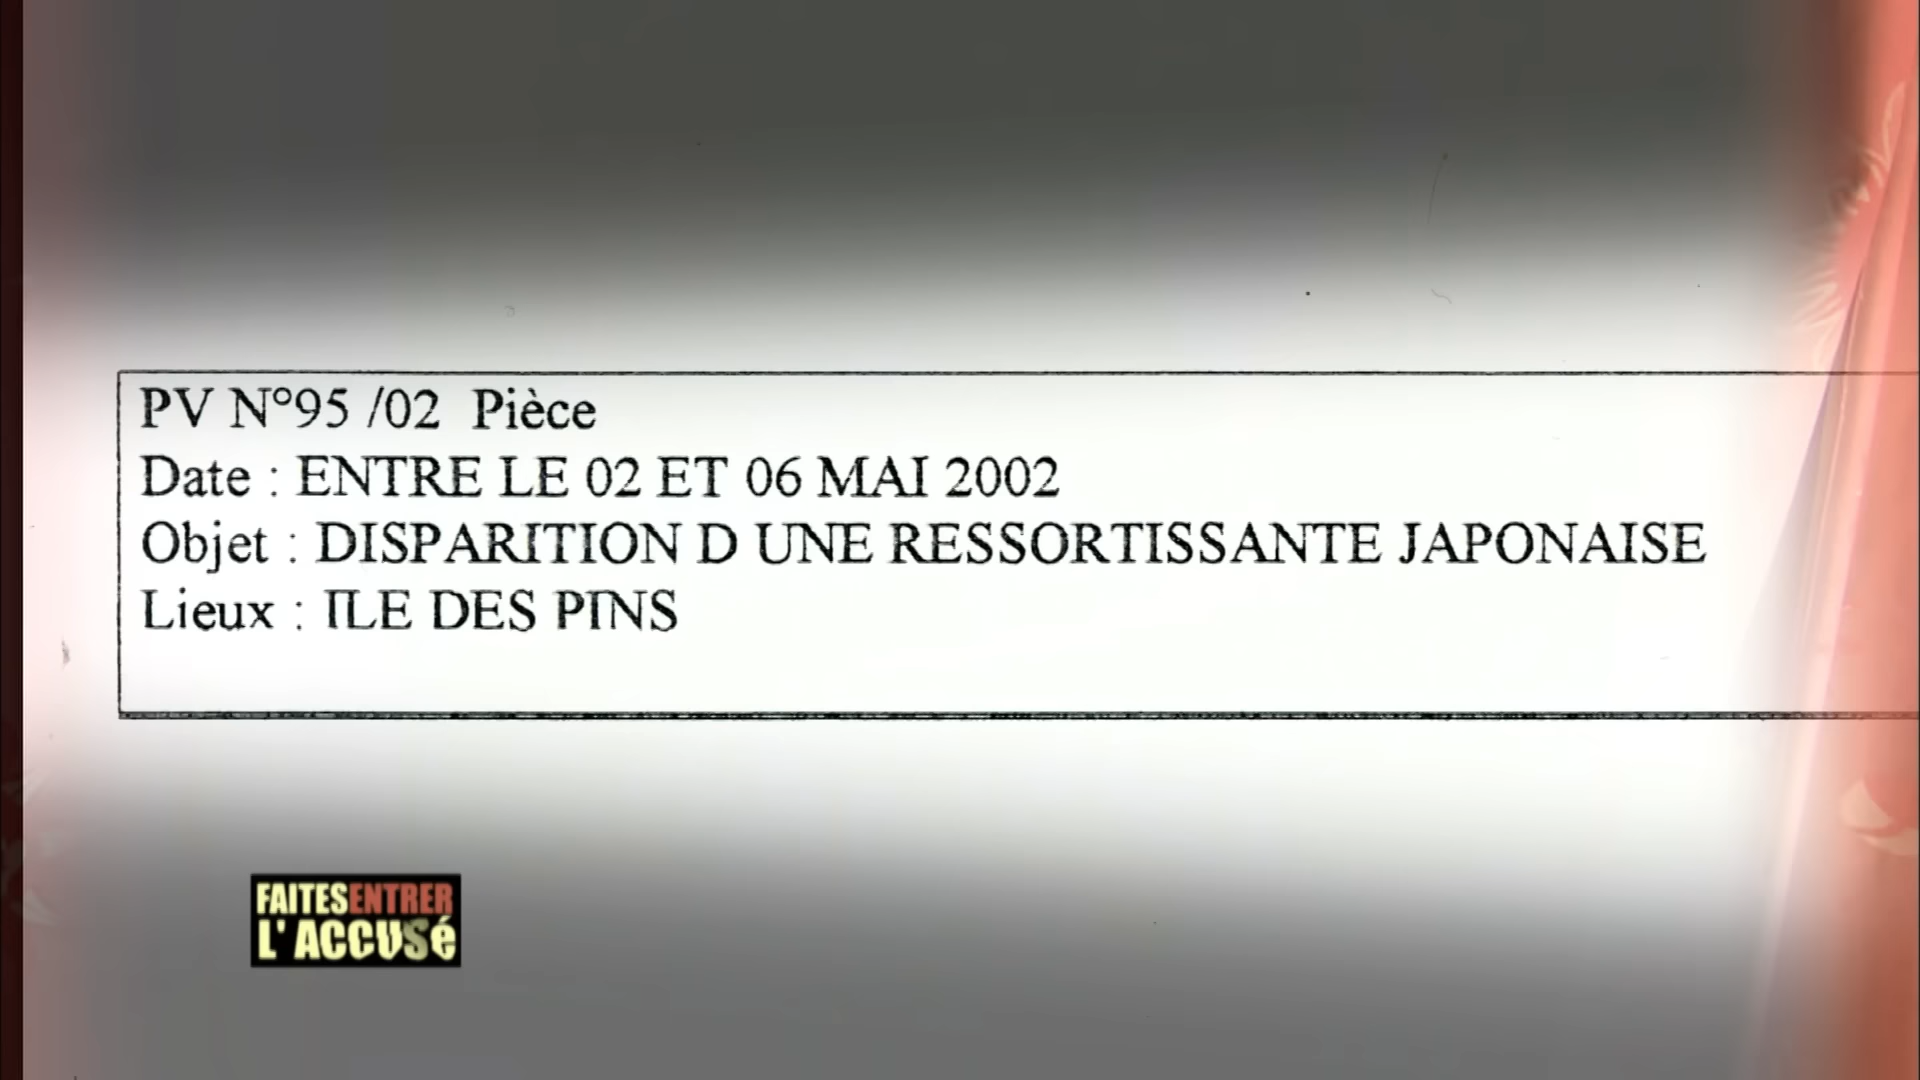 PV N°95 /02 Pièce
Date : ENTRE LE 02 ET 06 MAI 2002
Objet : DISPARITION D UNE RESSORTISSANTE JAPONAISE
Lieux : ILE DES PINS
FAITES ENTRER
L'ACCUSé